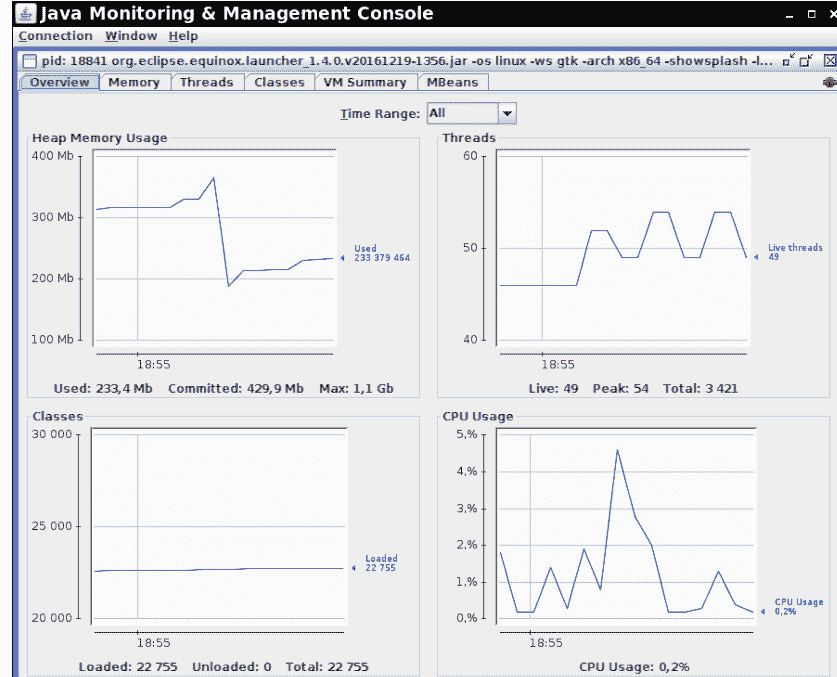 Java Monitoring & Management Console
Connection Window Help
pid: 18841 org.eclipse.equinox.launcher_1.4.0.v20161219-1356.jar -os linux -ws gtk -arch x86_64 -showsplash -l...
Overview Memory Threads Classes VM Summary MBeans
Time Range: All
Heap Memory Usage
400 Mb
300 Mb
200 Mb
100 Mb
Used
233 379 464
18:55
Used: 233,4 Mb Committed: 429,9 Mb Max: 1,1 Gb
Threads
60
50
40
Live threads
49
18:55
Live: 49 Peak: 54 Total: 3 421
Classes
30 000
25 000
20 000
Loaded
22 755
18:55
Loaded: 22 755 Unloaded: 0 Total: 22 755
CPU Usage
5,%
4,%
3,%
2,%
1,%
0,%
CPU Usage
0,2%
18:55
CPU Usage: 0,2%